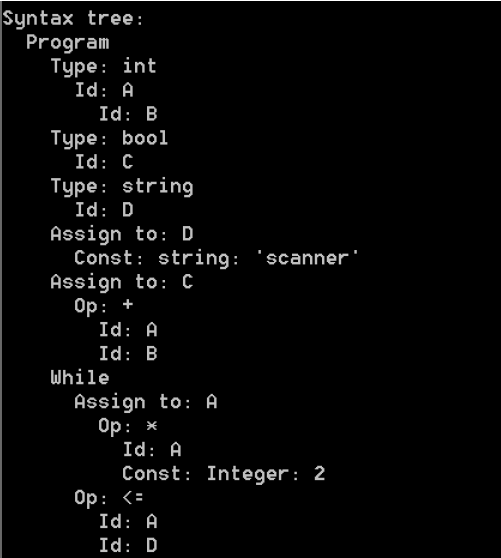 Syntax tree:
  Program
    Type: int
      Id: A
        Id: B
    Type: bool
      Id: C
    Type: string
      Id: D
    Assign to: D
      Const: string: 'scanner'
    Assign to: C
      Op: +
        Id: A
        Id: B
    While
      Assign to: A
        Op: *
          Id: A
          Const: Integer: 2
      Op: <=
        Id: A
        Id: D